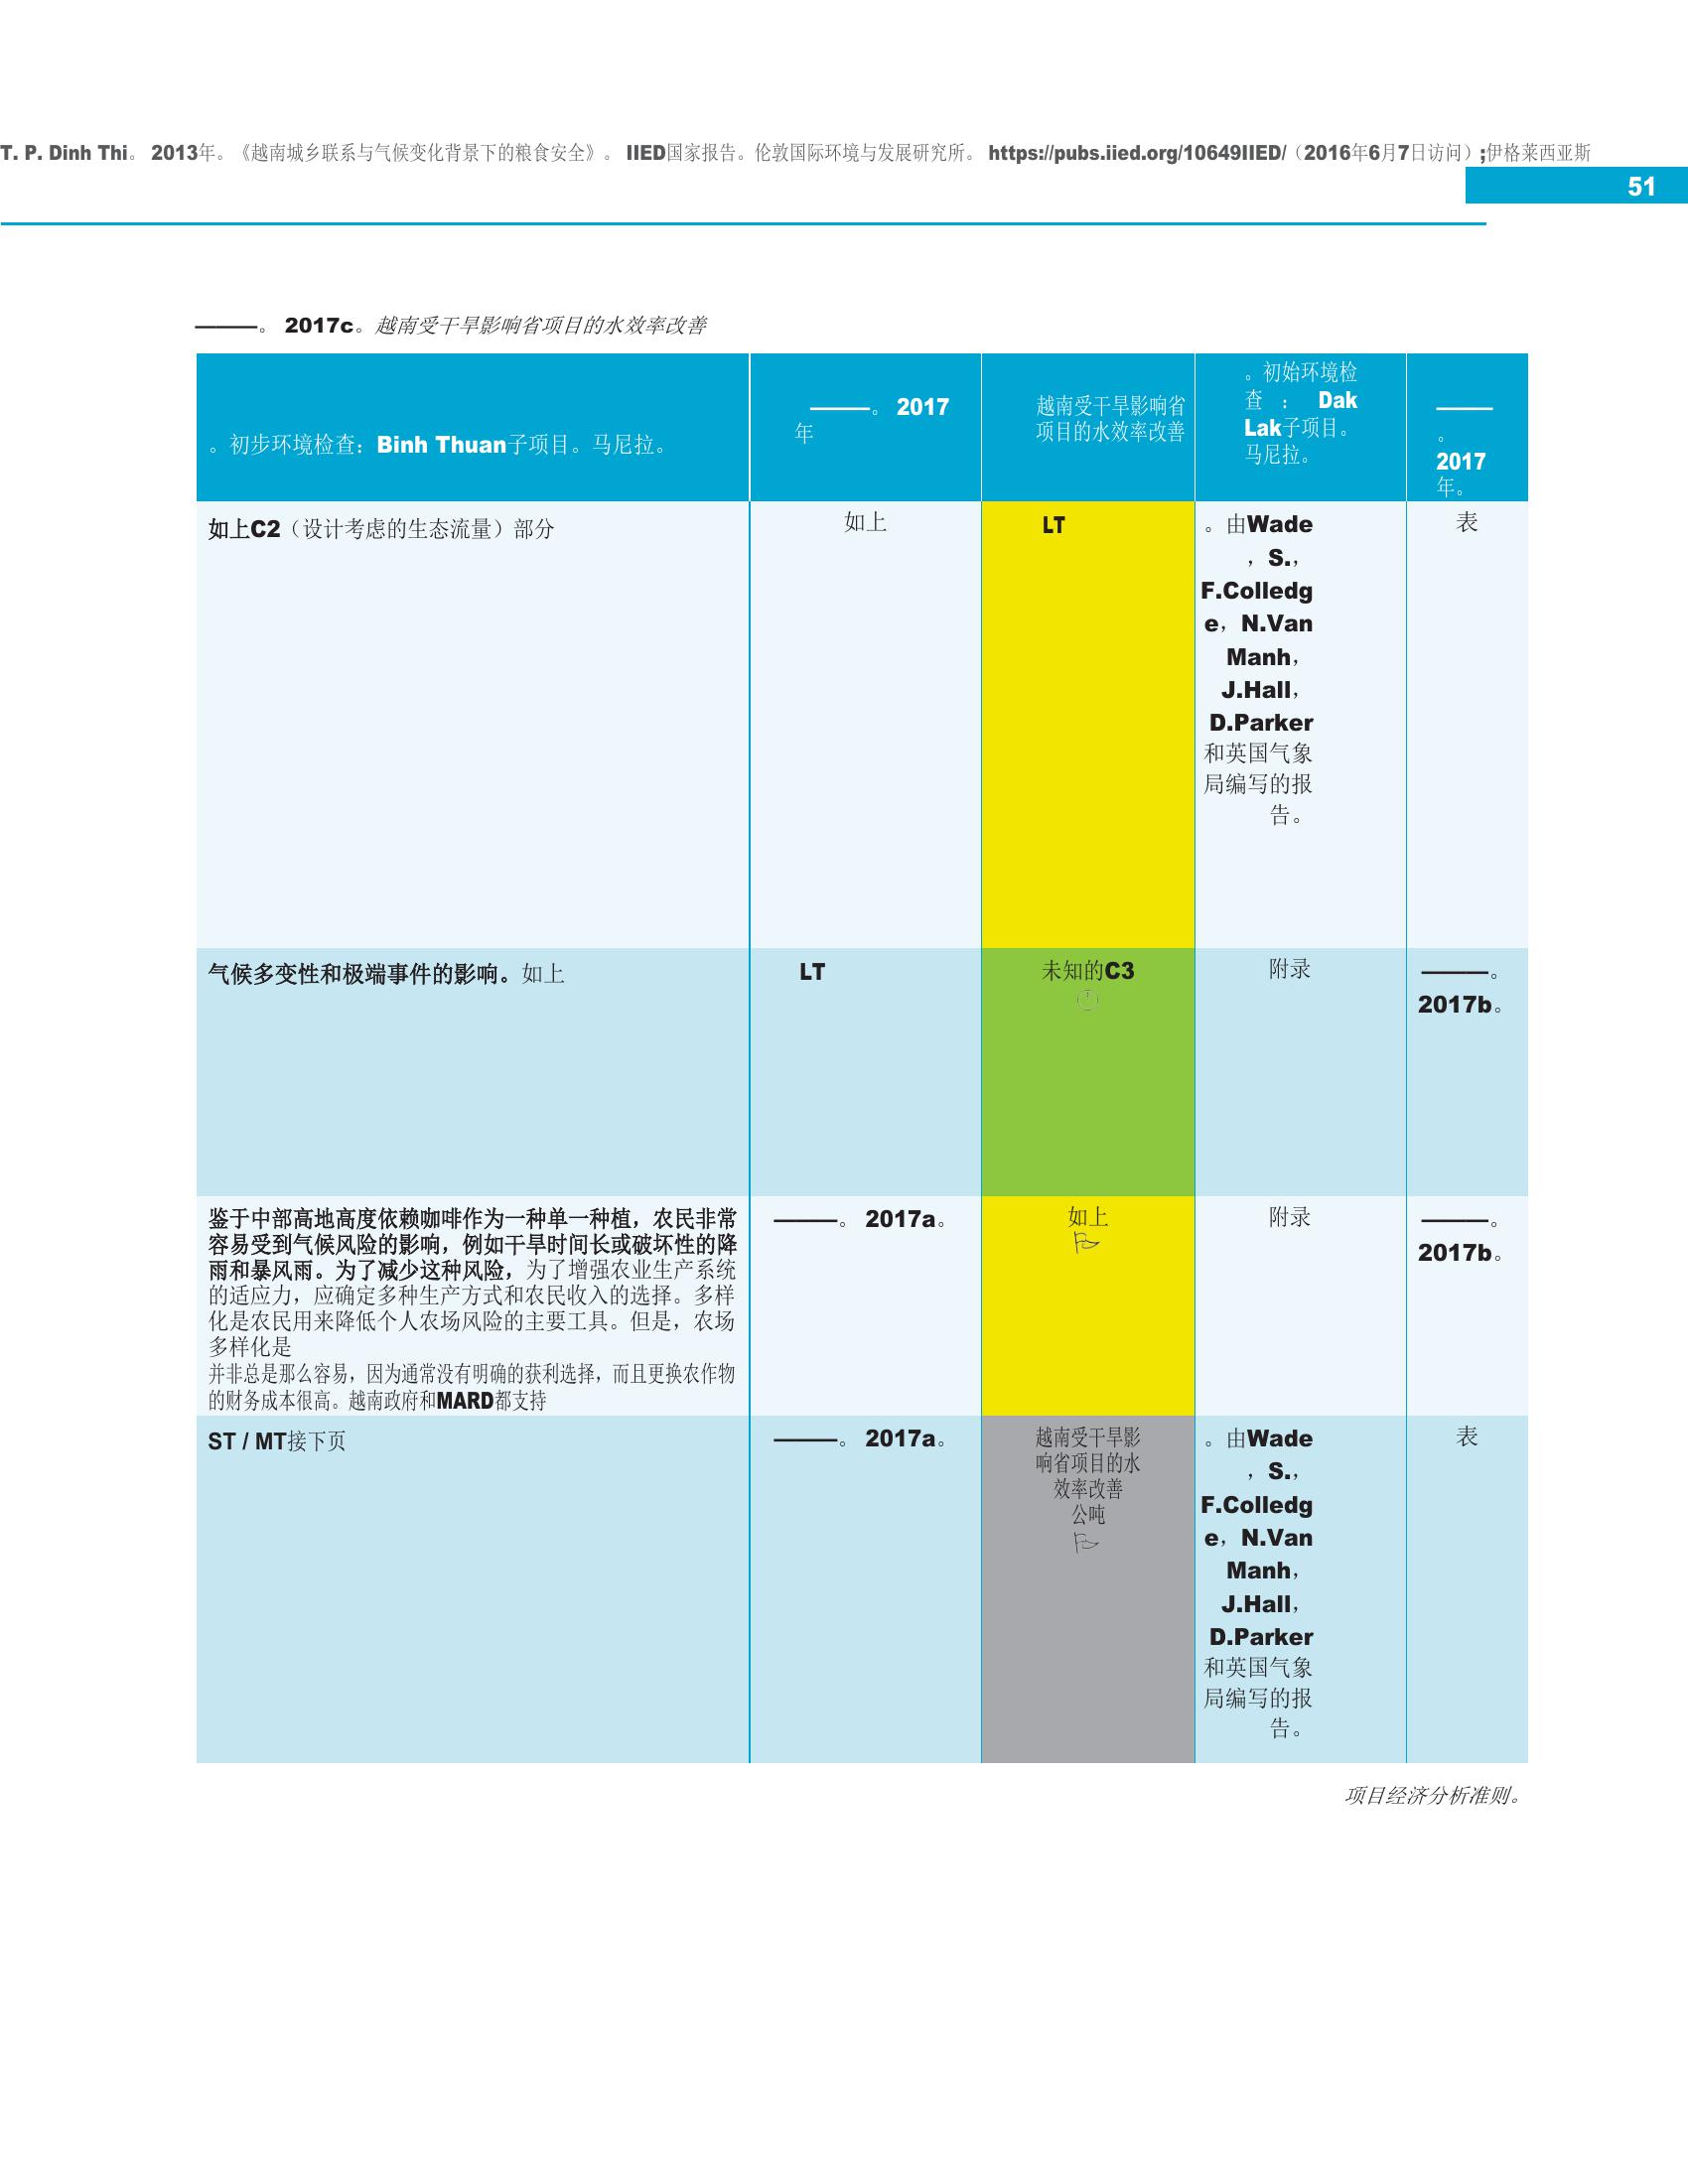 T. P. Dinh Thi。 2013年。《越南城乡联系与气候变化背景下的粮食安全》。 IIED国家报告。伦敦国际环境与发展研究所。 https://pubs.iied.org/10649IIED/（2016年6月7日访问）;伊格莱西亚斯
51
———。 2017c。越南受干旱影响省项目的水效率改善
。初步环境检查：Binh Thuan子项目。马尼拉。
———。 2017
年
越南受干旱影响省
项目的水效率改善
。初始环境检
查 ： Dak
Lak子项目。
马尼拉。
———
。
2017
年。
如上C2（设计考虑的生态流量）部分
如上
LT
。由Wade
，S.，
F.Colledg
e，N.Van
Manh，
J.Hall，
D.Parker
和英国气象
局编写的报
告。
表
气候多变性和极端事件的影响。如上
LT
未知的C3
附录
———。
2017b。
鉴于中部高地高度依赖咖啡作为一种单一种植，农民非常
容易受到气候风险的影响，例如干旱时间长或破坏性的降
雨和暴风雨。为了减少这种风险，为了增强农业生产系统
的适应力，应确定多种生产方式和农民收入的选择。多样
化是农民用来降低个人农场风险的主要工具。但是，农场
多样化是
并非总是那么容易，因为通常没有明确的获利选择，而且更换农作物
的财务成本很高。越南政府和MARD都支持
———。 2017a。
如上
附录
———。
2017b。
ST / MT接下页
———。 2017a。
越南受干旱影
响省项目的水
效率改善
公吨
。由Wade
，S.，
F.Colledg
e，N.Van
Manh，
J.Hall，
D.Parker
和英国气象
局编写的报
告。
表
项目经济分析准则。